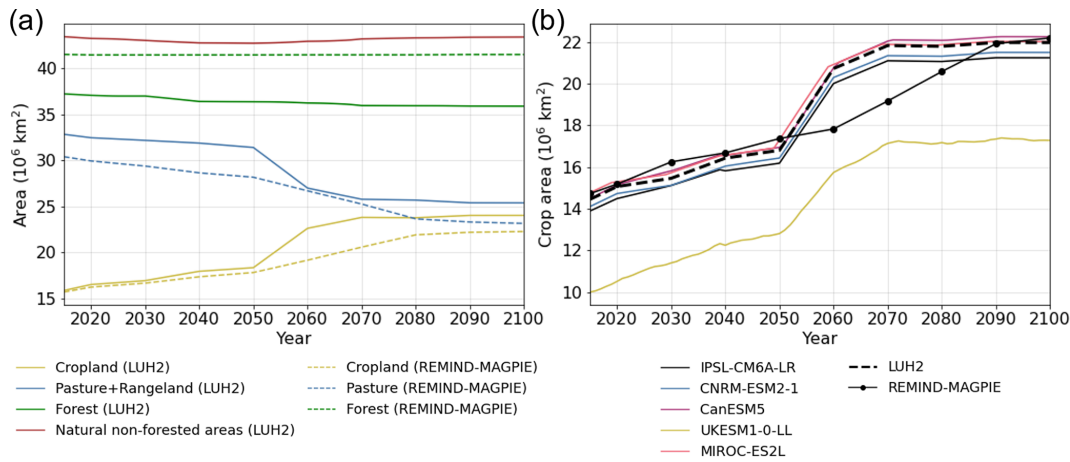 (a)
(b)
Area (10⁶ km²)
40
35
30
25
20
15
2020 2030 2040 2050 2060 2070 2080 2090 2100
Year
Crop area (10⁶ km²)
22
20
18
16
14
12
10
2020 2030 2040 2050 2060 2070 2080 2090 2100
Year
Cropland (LUH2)
Pasture+Rangeland (LUH2)
Forest (LUH2)
Natural non-forested areas (LUH2)
Cropland (REMIND-MAGPIE)
Pasture (REMIND-MAGPIE)
Forest (REMIND-MAGPIE)
IPSL-CM6A-LR
CNRM-ESM2-1
CanESM5
UKESM1-0-LL
MIROC-ES2L
LUH2
REMIND-MAGPIE